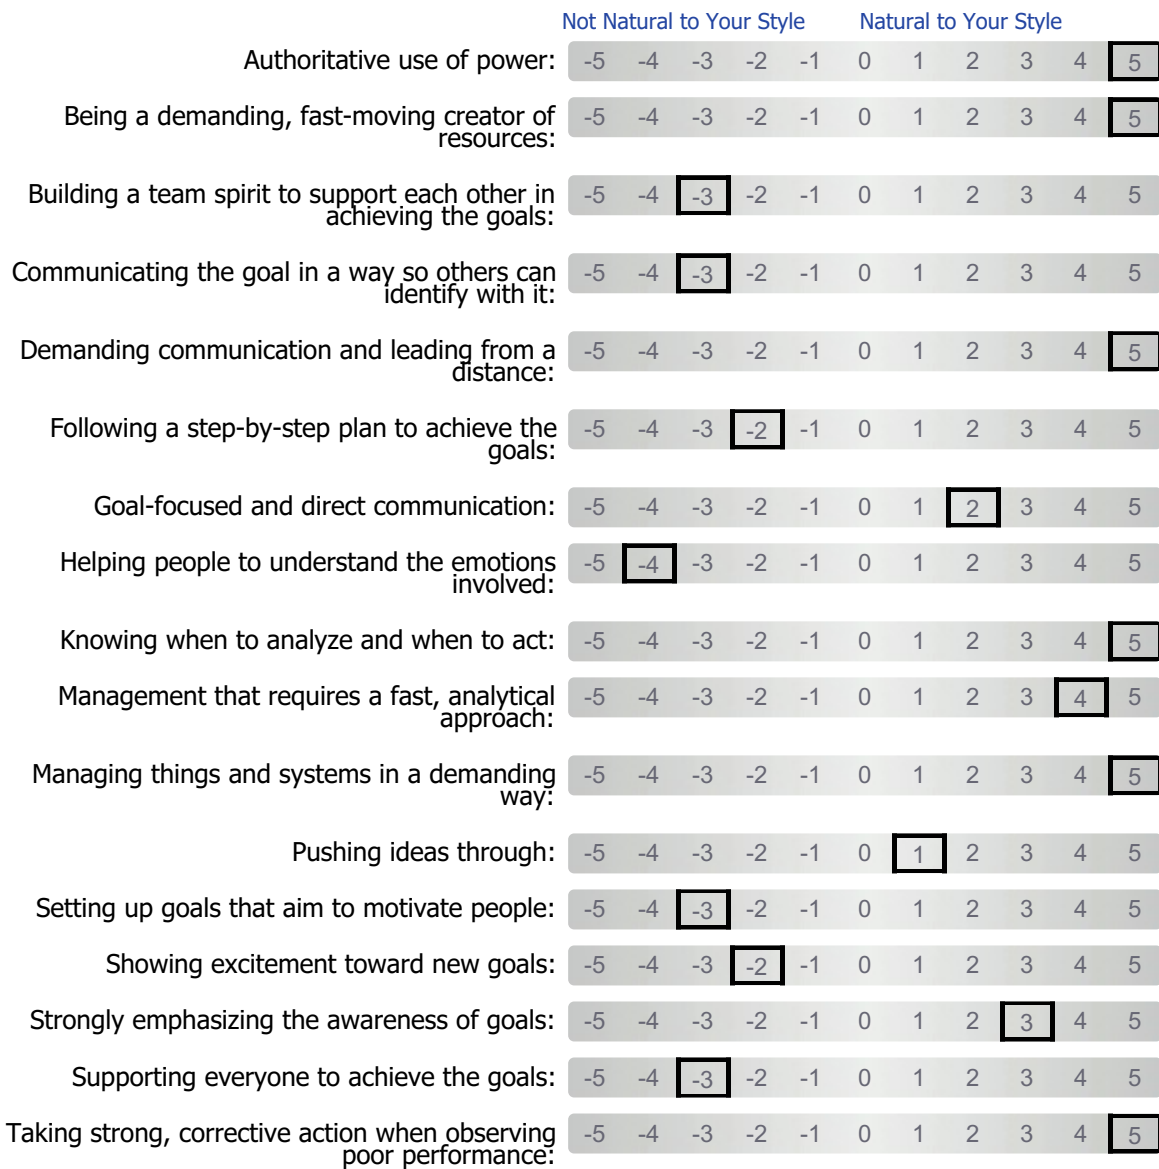 Not Natural to Your Style Natural to Your Style
Authoritative use of power: -5 -4 -3 -2 -1 0 1 2 3 4 5
Being a demanding, fast-moving creator of
resources: -5 -4 -3 -2 -1 0 1 2 3 4 5
Building a team spirit to support each other in
achieving the goals: -5 -4 -3 -2 -1 0 1 2 3 4 5
Communicating the goal in a way so others can
identify with it: -5 -4 -3 -2 -1 0 1 2 3 4 5
Demanding communication and leading from a
distance: -5 -4 -3 -2 -1 0 1 2 3 4 5
Following a step-by-step plan to achieve the
goals: -5 -4 -3 -2 -1 0 1 2 3 4 5
Goal-focused and direct communication: -5 -4 -3 -2 -1 0 1 2 3 4 5
Helping people to understand the emotions
involved: -5 -4 -3 -2 -1 0 1 2 3 4 5
Knowing when to analyze and when to act: -5 -4 -3 -2 -1 0 1 2 3 4 5
Management that requires a fast, analytical
approach: -5 -4 -3 -2 -1 0 1 2 3 4 5
Managing things and systems in a demanding
way: -5 -4 -3 -2 -1 0 1 2 3 4 5
Pushing ideas through: -5 -4 -3 -2 -1 0 1 2 3 4 5
Setting up goals that aim to motivate people: -5 -4 -3 -2 -1 0 1 2 3 4 5
Showing excitement toward new goals: -5 -4 -3 -2 -1 0 1 2 3 4 5
Strongly emphasizing the awareness of goals: -5 -4 -3 -2 -1 0 1 2 3 4 5
Supporting everyone to achieve the goals: -5 -4 -3 -2 -1 0 1 2 3 4 5
Taking strong, corrective action when observing
poor performance: -5 -4 -3 -2 -1 0 1 2 3 4 5